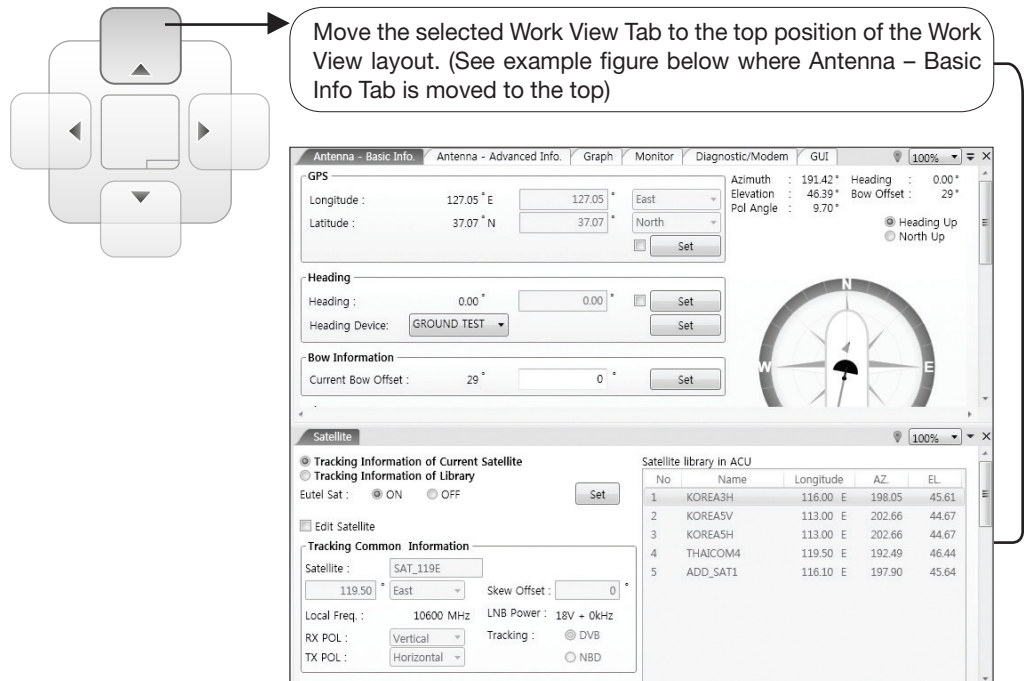 Move the selected Work View Tab to the top position of the Work
View layout. (See example figure below where Antenna – Basic
Info Tab is moved to the top)
Antenna - Basic Info. Antenna - Advanced Info. Graph Monitor Diagnostic/Modem GUI 100%
GPS
Longitude : 127.05 ° E 127.05 ° East
Latitude : 37.07 ° N 37.07 ° North
Set
Azimuth : 191.42 ° Heading : 0.00 °
Elevation : 46.39 ° Bow Offset : 29 °
Pol Angle : 9.70 °
Heading Up
North Up
Heading
Heading : 0.00 ° 0.00 ° Set
Heading Device: GROUND TEST Set
Bow Information
Current Bow Offset : 29 ° 0 ° Set
N
W E
Satellite 100%
Tracking Information of Current Satellite
Tracking Information of Library
Eutel Sat : ON OFF Set
Edit Satellite
Tracking Common Information
Satellite : SAT_119E
119.50 ° East Skew Offset : 0 °
Local Freq. : 10600 MHz LNB Power : 18V + 0kHz
RX POL : Vertical Tracking : DVB
TX POL : Horizontal NBD
Satellite library in ACU
No Name Longitude AZ. EL.
1 KOREA3H 116.00 E 198.05 45.61
2 KOREA5V 113.00 E 202.66 44.67
3 KOREA5H 113.00 E 202.66 44.67
4 THAICOM4 119.50 E 192.49 46.44
5 ADD_SAT1 116.10 E 197.90 45.64